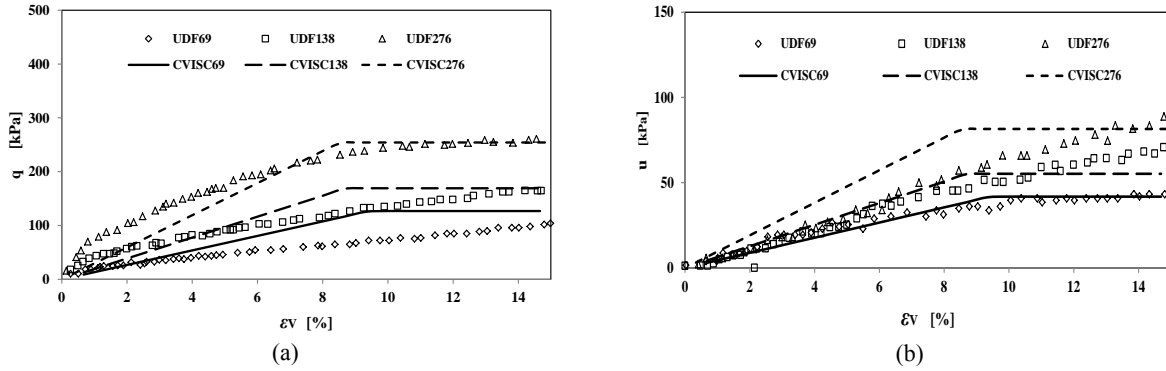 500
400
300
200
100
0
q [kPa]
UDF69 UDF138 UDF276
CVISC69 CVISC138 CVISC276
0 2 4 6 8 10 12 14
εv [%]
(a)
150
100
50
0
u [kPa]
UDF69 UDF138 UDF276
CVISC69 CVISC138 CVISC276
0 2 4 6 8 10 12 14
εv [%]
(b)